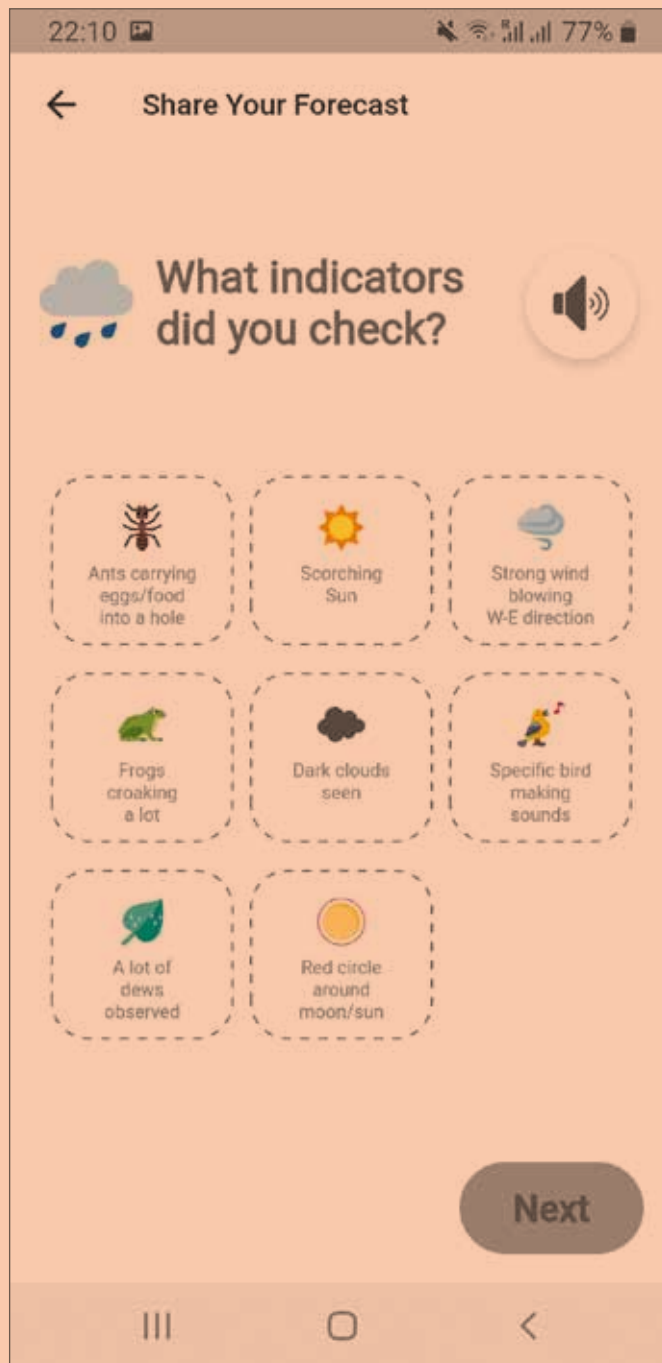 22:10
77%
Share Your Forecast
What indicators
did you check?
Ants carrying
eggs/food
into a hole
Scorching
Sun
Strong wind
blowing
W-E direction
Frogs
croaking
a lot
Dark clouds
seen
Specific bird
making
sounds
A lot of
dews
observed
Red circle
around
moon/sun
Next